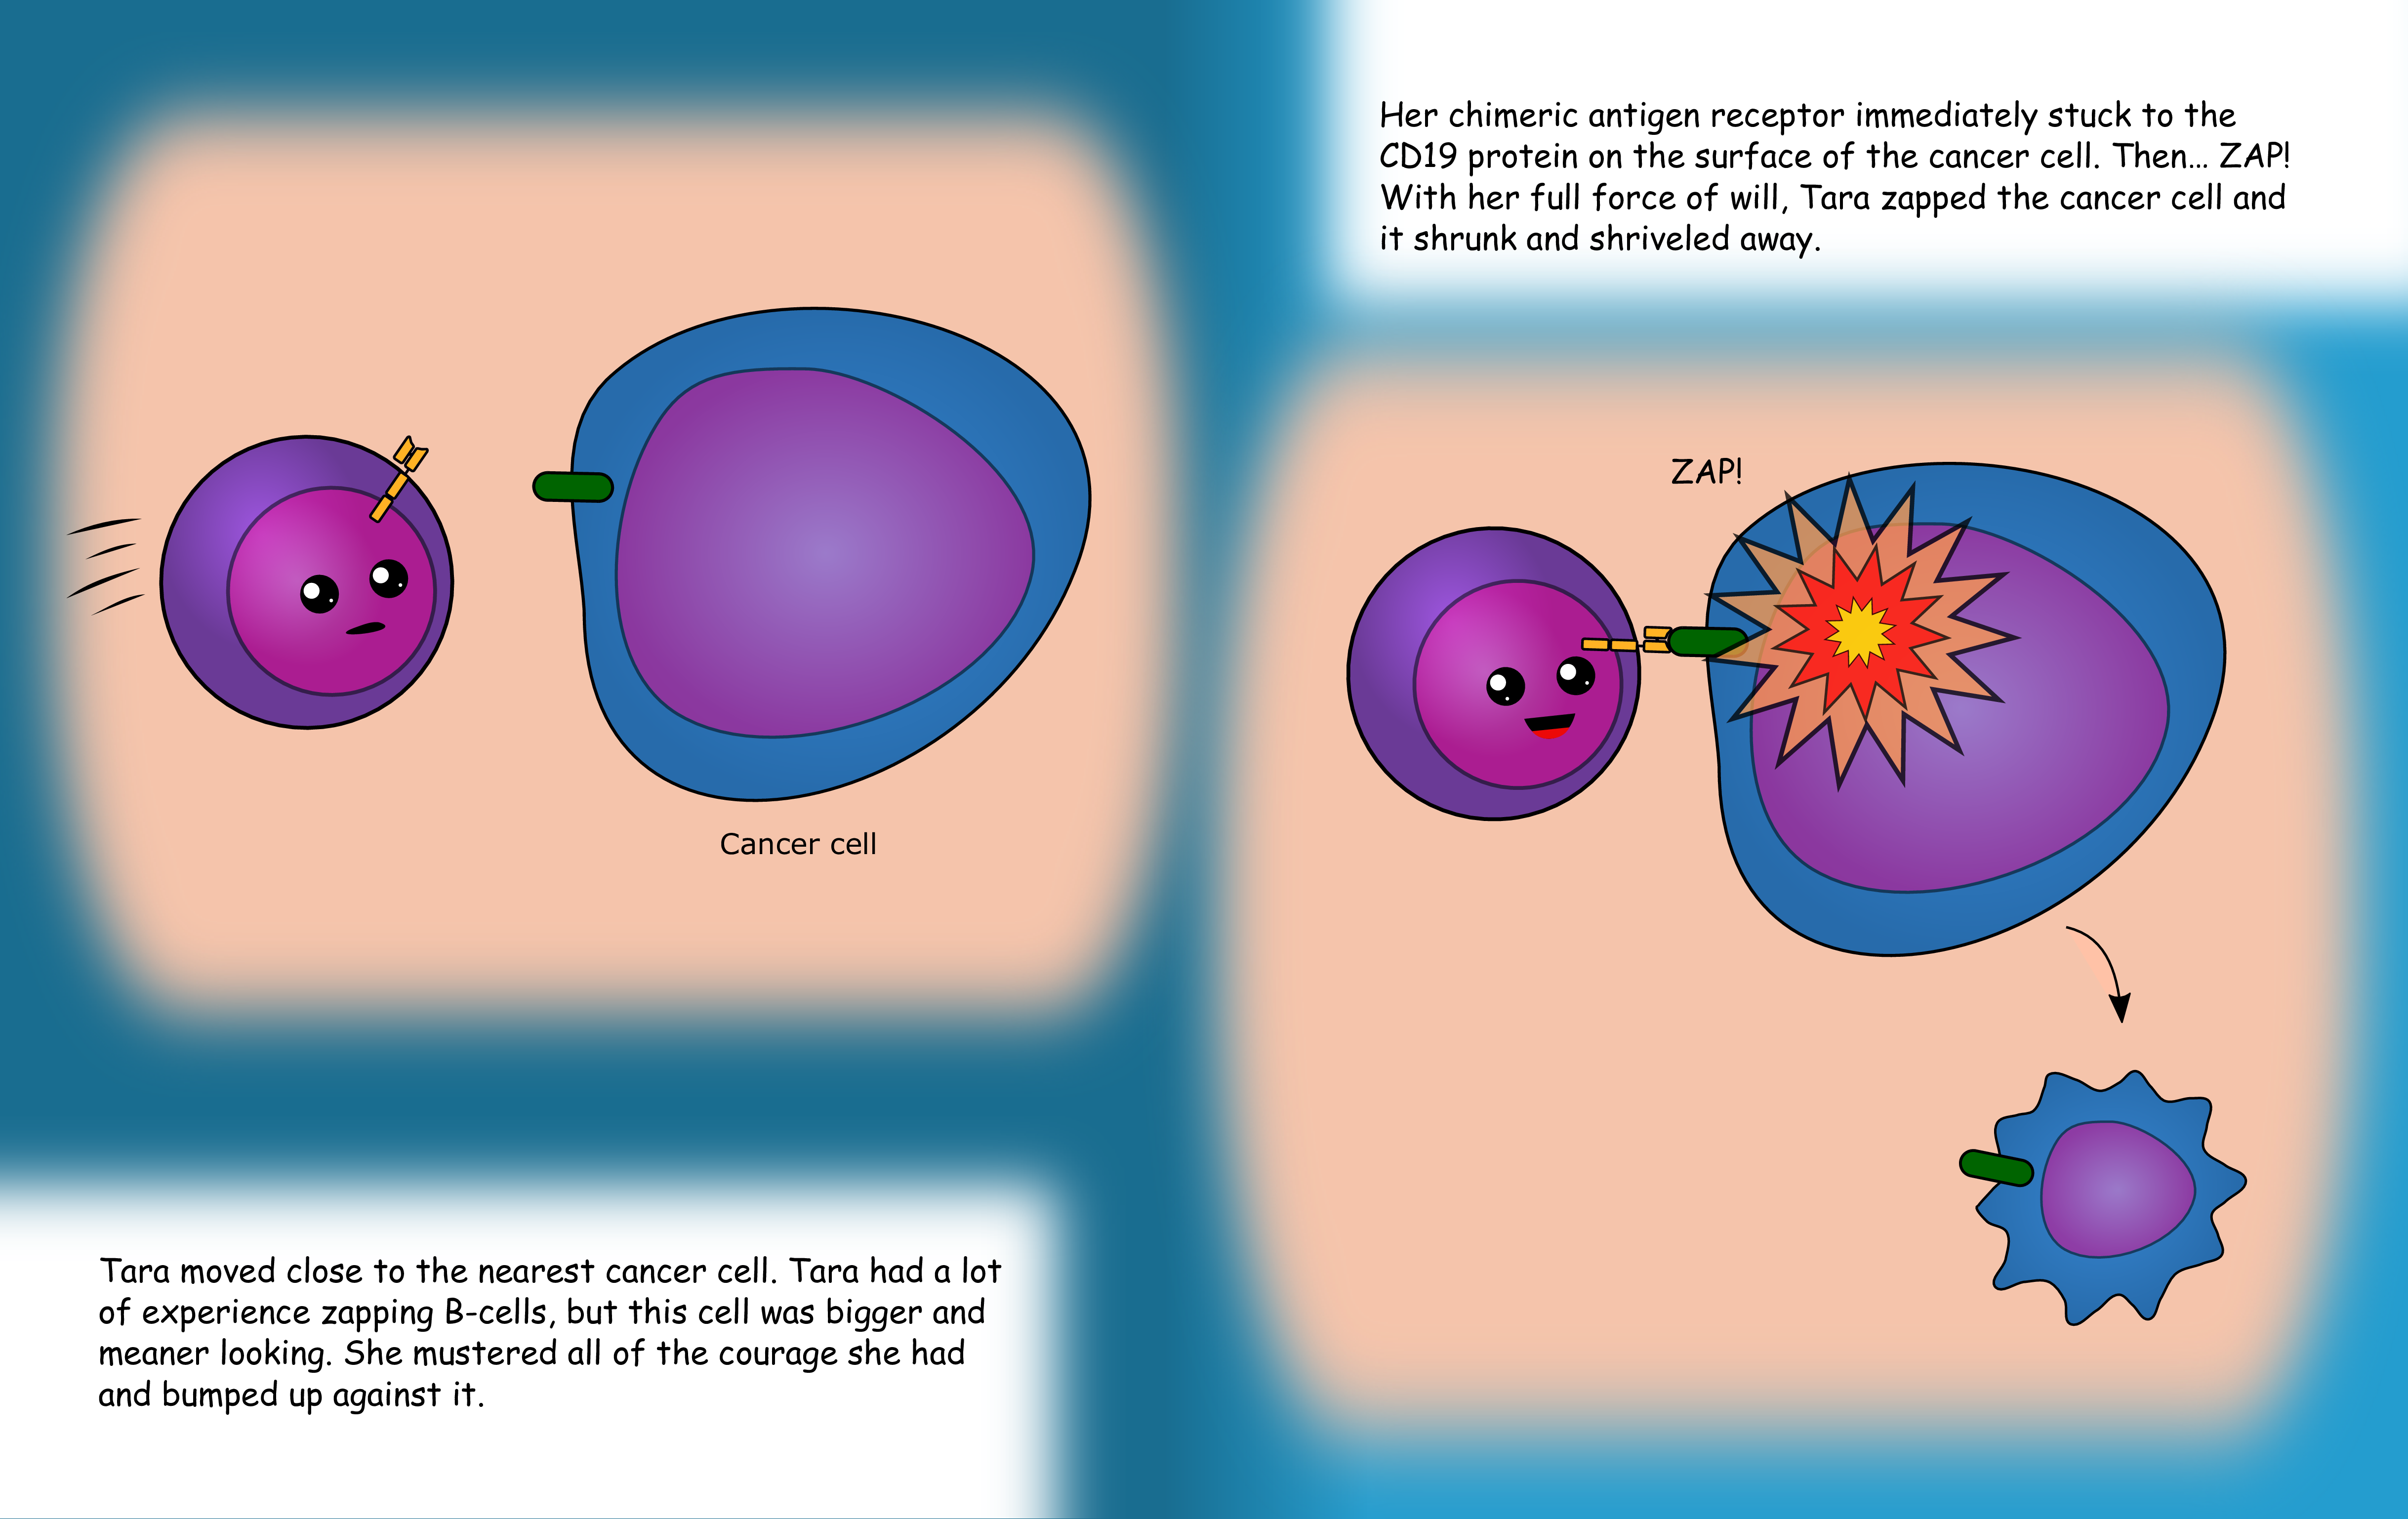 Cancer cell
Tara moved close to the nearest cancer cell. Tara had a lot
of experience zapping B-cells, but this cell was bigger and
meaner looking. She mustered all of the courage she had
and bumped up against it.
Her chimeric antigen receptor immediately stuck to the
CD19 protein on the surface of the cancer cell. Then... ZAP!
With her full force of will, Tara zapped the cancer cell and
it shrunk and shriveled away.
ZAP!